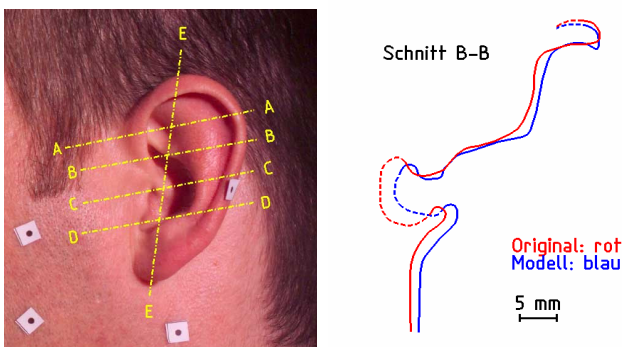 E
A
A
B
B
C
C
D
D
E
Schnitt B-B
Original: rot
Modell: blau
5 mm